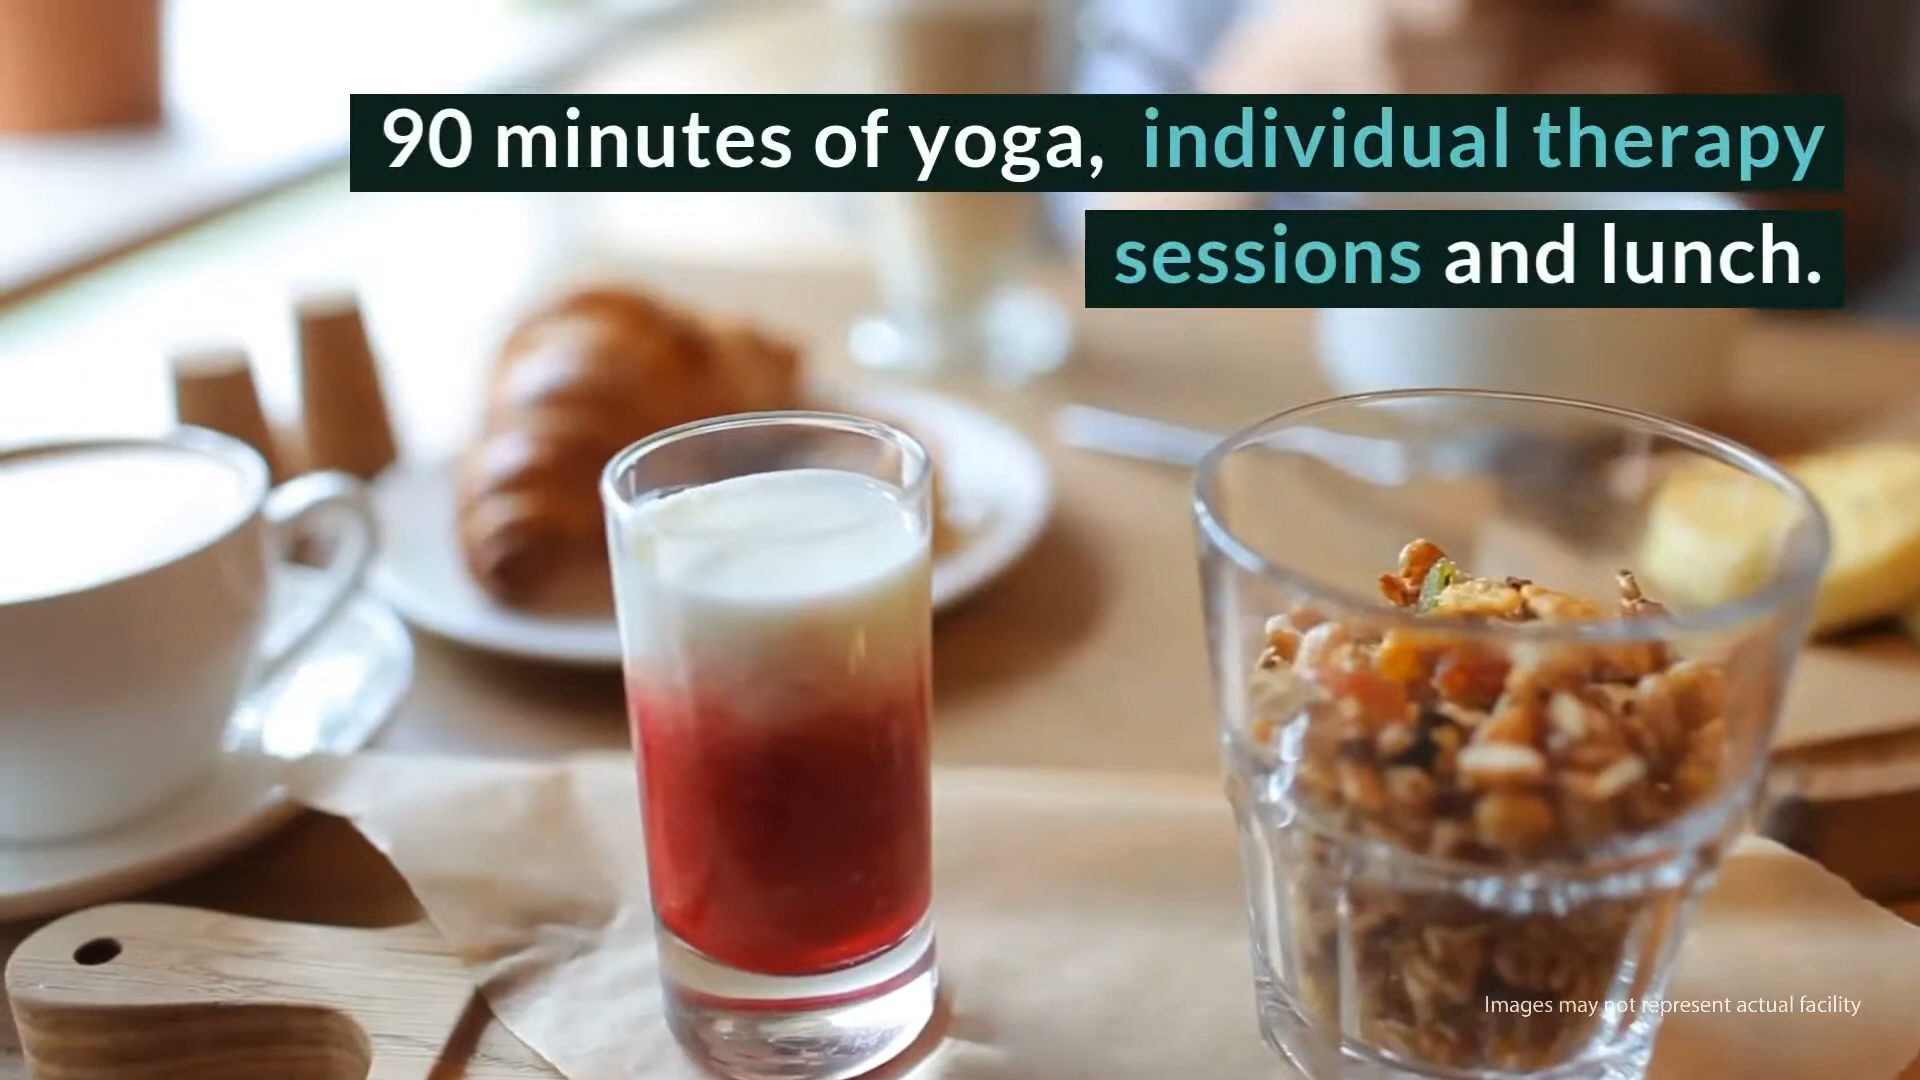 90 minutes of yoga, individual therapy
sessions and lunch.
Images may not represent actual facility